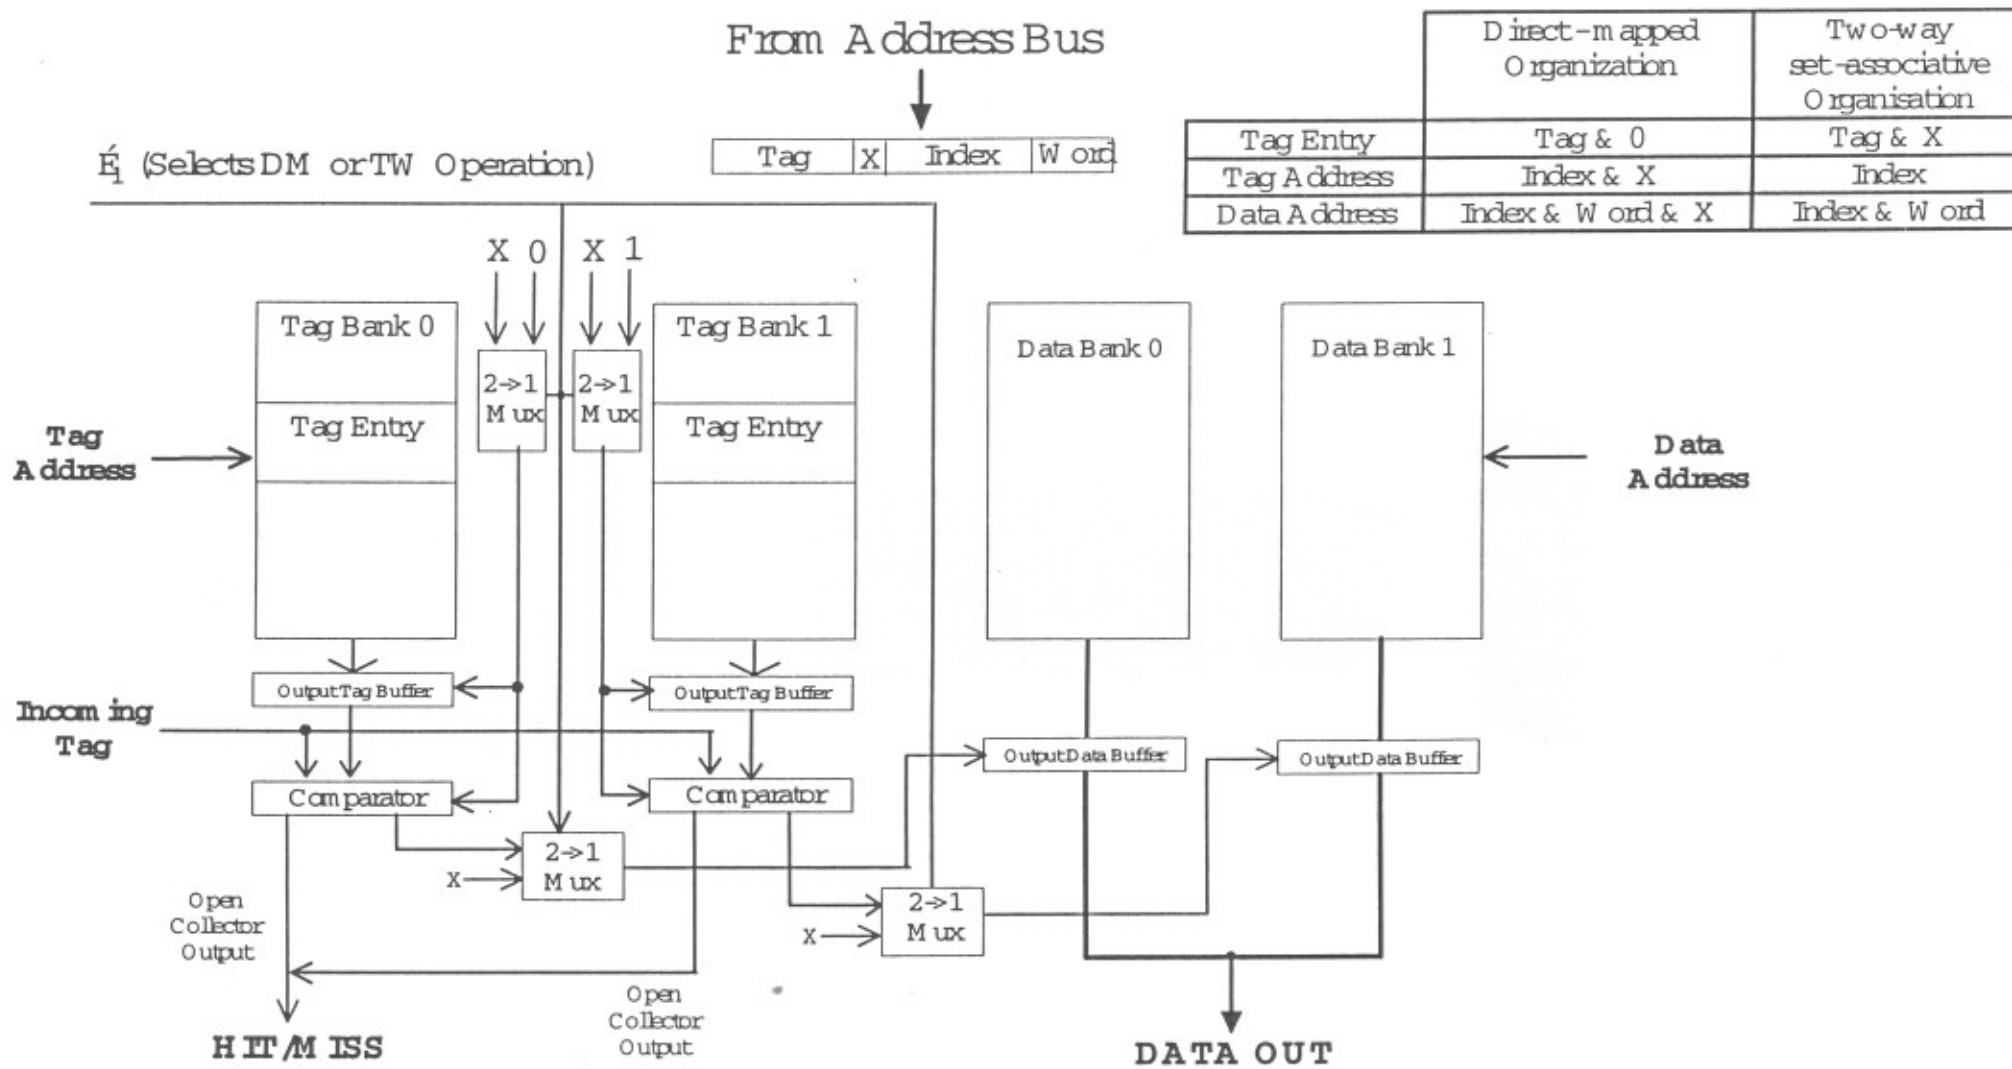 From Address Bus
É₁ (Selects DM or TW Operation)
Tag X Index Word
Direct-mapped Organization
Two-way set-associative Organisation
Tag Entry Tag & 0 Tag & X
Tag Address Index & X Index
Data Address Index & Word & X Index & Word
X 0 X 1
Tag Bank 0
2->1
Mux
2->1
Mux
Tag Bank 1
Data Bank 0
Data Bank 1
Tag Entry
Tag Entry
Tag
Address
Data
Address
Output Tag Buffer
Output Tag Buffer
Incoming
Tag
Output Data Buffer
Output Data Buffer
Comparator
Comparator
X
2->1
Mux
X
2->1
Mux
Open
Collector
Output
Open
Collector
Output
HIT/MISS
DATA OUT